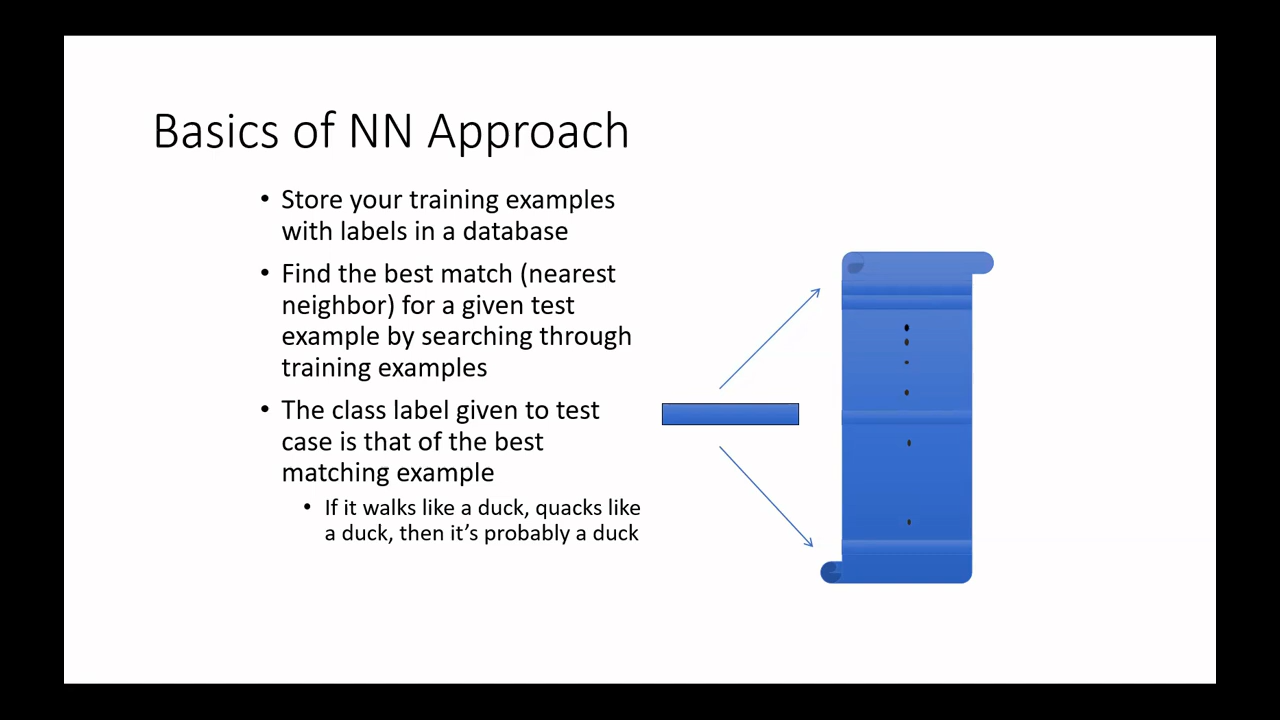 Basics of NN Approach
• Store your training examples
with labels in a database
• Find the best match (nearest
neighbor) for a given test
example by searching through
training examples
• The class label given to test
case is that of the best
matching example
• If it walks like a duck, quacks like
a duck, then it’s probably a duck